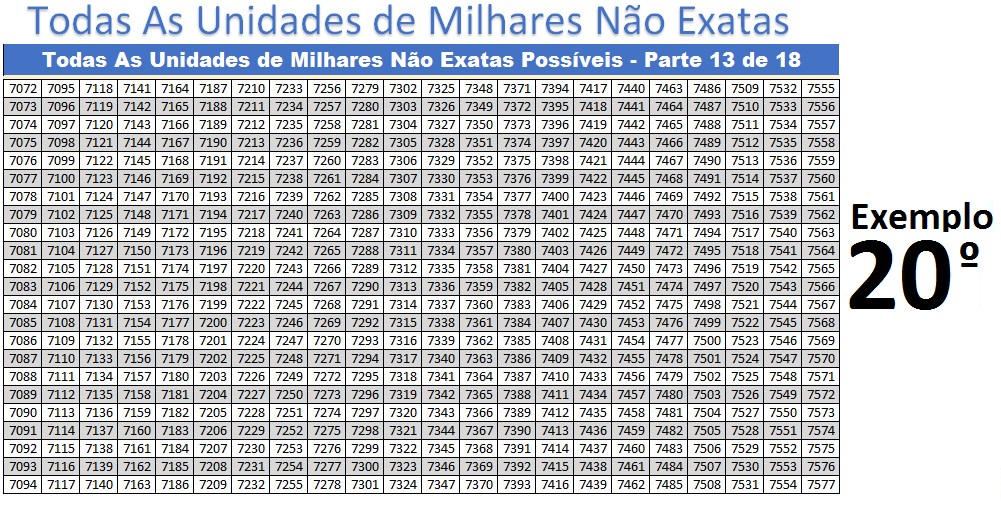 Todas As Unidades de Milhares Não Exatas
Todas As Unidades de Milhares Não Exatas Possíveis - Parte 13 de 18
7072 7095 7118 7141 7164 7187 7210 7233 7256 7279 7302 7325 7348 7371 7394 7417 7440 7463 7486 7509 7532 7555
7073 7096 7119 7142 7165 7188 7211 7234 7257 7280 7303 7326 7349 7372 7395 7418 7441 7464 7487 7510 7533 7556
7074 7097 7120 7143 7166 7189 7212 7235 7258 7281 7304 7327 7350 7373 7396 7419 7442 7465 7488 7511 7534 7557
7075 7098 7121 7144 7167 7190 7213 7236 7259 7282 7305 7328 7351 7374 7397 7420 7443 7466 7489 7512 7535 7558
7076 7099 7122 7145 7168 7191 7214 7237 7260 7283 7306 7329 7352 7375 7398 7421 7444 7467 7490 7513 7536 7559
7077 7100 7123 7146 7169 7192 7215 7238 7261 7284 7307 7330 7353 7376 7399 7422 7445 7468 7491 7514 7537 7560
7078 7101 7124 7147 7170 7193 7216 7239 7262 7285 7308 7331 7354 7377 7400 7423 7446 7469 7492 7515 7538 7561
7079 7102 7125 7148 7171 7194 7217 7240 7263 7286 7309 7332 7355 7378 7401 7424 7447 7470 7493 7516 7539 7562
7080 7103 7126 7149 7172 7195 7218 7241 7264 7287 7310 7333 7356 7379 7402 7425 7448 7471 7494 7517 7540 7563
7081 7104 7127 7150 7173 7196 7219 7242 7265 7288 7311 7334 7357 7380 7403 7426 7449 7472 7495 7518 7541 7564
7082 7105 7128 7151 7174 7197 7220 7243 7266 7289 7312 7335 7358 7381 7404 7427 7450 7473 7496 7519 7542 7565
7083 7106 7129 7152 7175 7198 7221 7244 7267 7290 7313 7336 7359 7382 7405 7428 7451 7474 7497 7520 7543 7566
7084 7107 7130 7153 7176 7199 7222 7245 7268 7291 7314 7337 7360 7383 7406 7429 7452 7475 7498 7521 7544 7567
7085 7108 7131 7154 7177 7200 7223 7246 7269 7292 7315 7338 7361 7384 7407 7430 7453 7476 7499 7522 7545 7568
7086 7109 7132 7155 7178 7201 7224 7247 7270 7293 7316 7339 7362 7385 7408 7431 7454 7477 7500 7523 7546 7569
7087 7110 7133 7156 7179 7202 7225 7248 7271 7294 7317 7340 7363 7386 7409 7432 7455 7478 7501 7524 7547 7570
7088 7111 7134 7157 7180 7203 7226 7249 7272 7295 7318 7341 7364 7387 7410 7433 7456 7479 7502 7525 7548 7571
7089 7112 7135 7158 7181 7204 7227 7250 7273 7296 7319 7342 7365 7388 7411 7434 7457 7480 7503 7526 7549 7572
7090 7113 7136 7159 7182 7205 7228 7251 7274 7297 7320 7343 7366 7389 7412 7435 7458 7481 7504 7527 7550 7573
7091 7114 7137 7160 7183 7206 7229 7252 7275 7298 7321 7344 7367 7390 7413 7436 7459 7482 7505 7528 7551 7574
7092 7115 7138 7161 7184 7207 7230 7253 7276 7299 7322 7345 7368 7391 7414 7437 7460 7483 7506 7529 7552 7575
7093 7116 7139 7162 7185 7208 7231 7254 7277 7300 7323 7346 7369 7392 7415 7438 7461 7484 7507 7530 7553 7576
7094 7117 7140 7163 7186 7209 7232 7255 7278 7301 7324 7347 7370 7393 7416 7439 7462 7485 7508 7531 7554 7577
Exemplo
20º